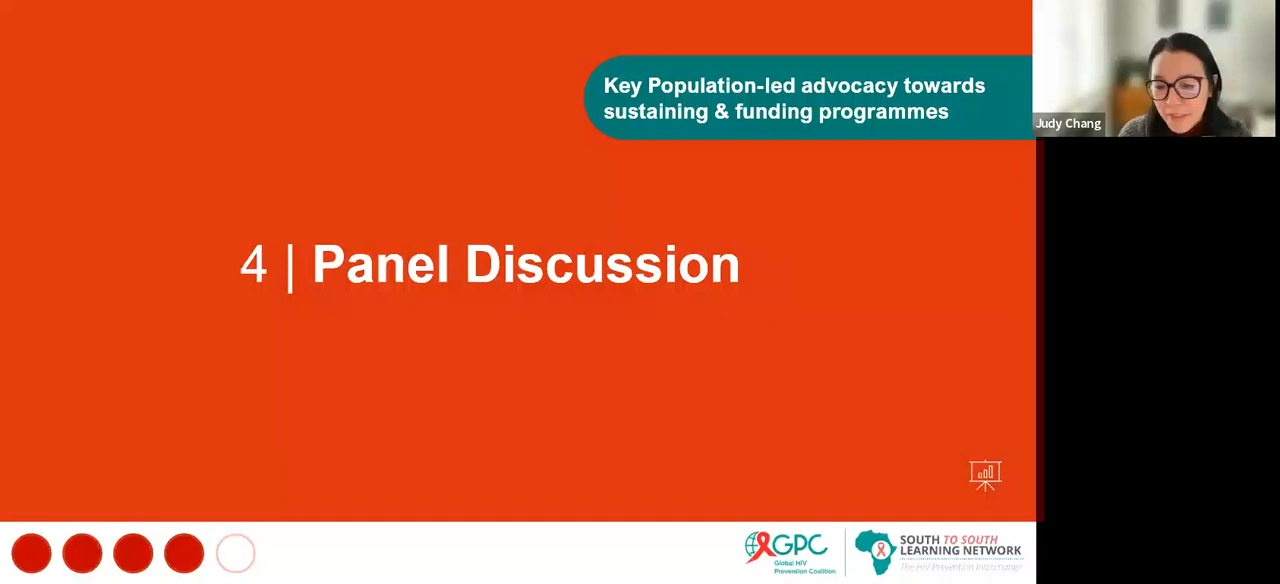 Key Population-led advocacy towards
sustaining & funding programmes
Judy Chang
4 | Panel Discussion
GPC
Global HIV
Prevention Coalition
SOUTH TO SOUTH
LEARNING NETWORK
The HIV Prevention Interchange